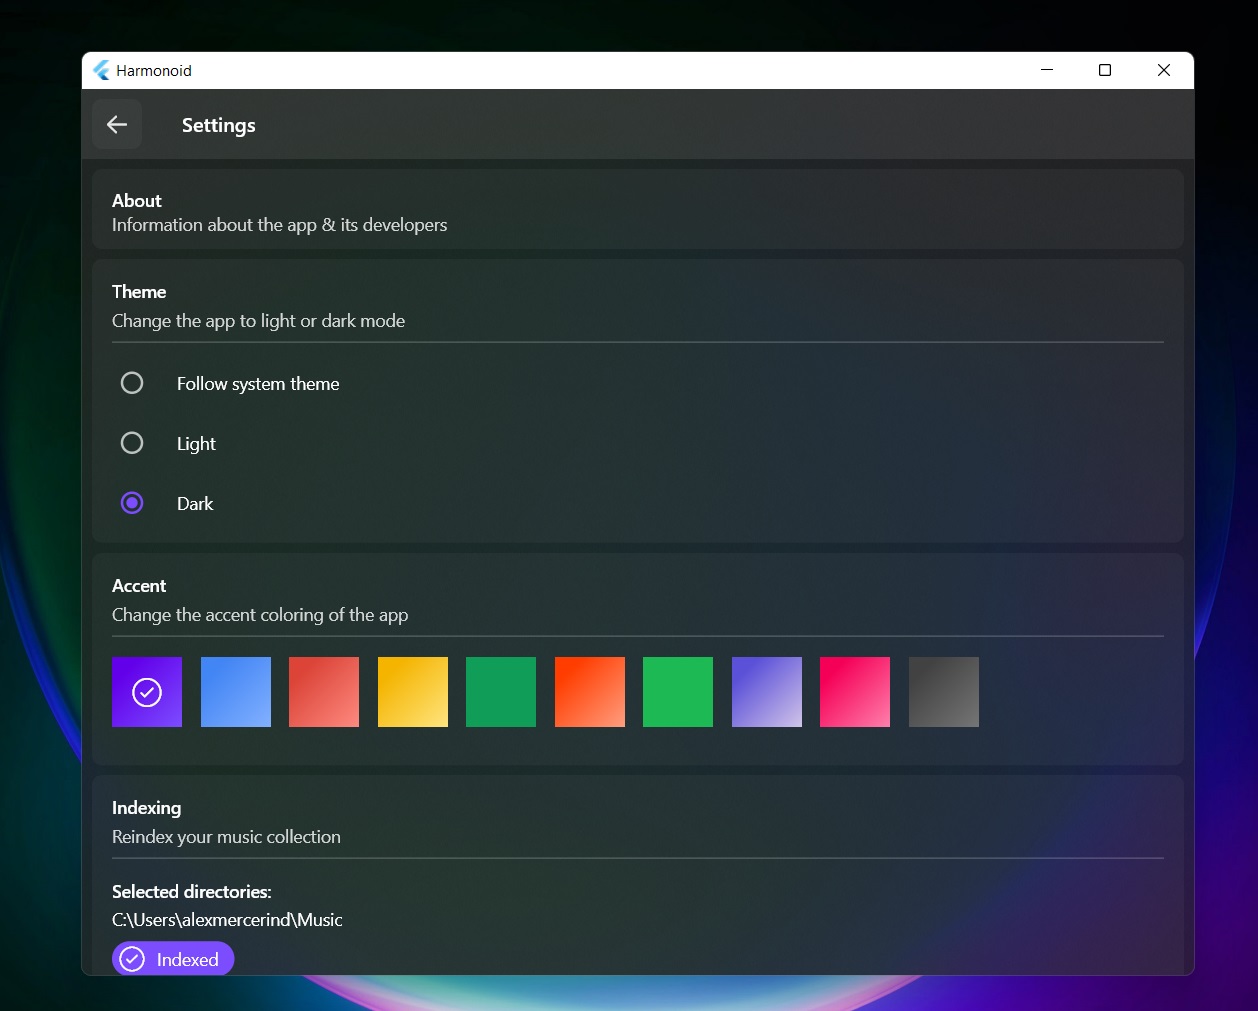 Harmonoid
Settings
About
Information about the app & its developers
Theme
Change the app to light or dark mode
Follow system theme
Light
Dark
Accent
Change the accent coloring of the app
Indexing
Reindex your music collection
Selected directories:
C:\Users\alexmercerind\Music
Indexed